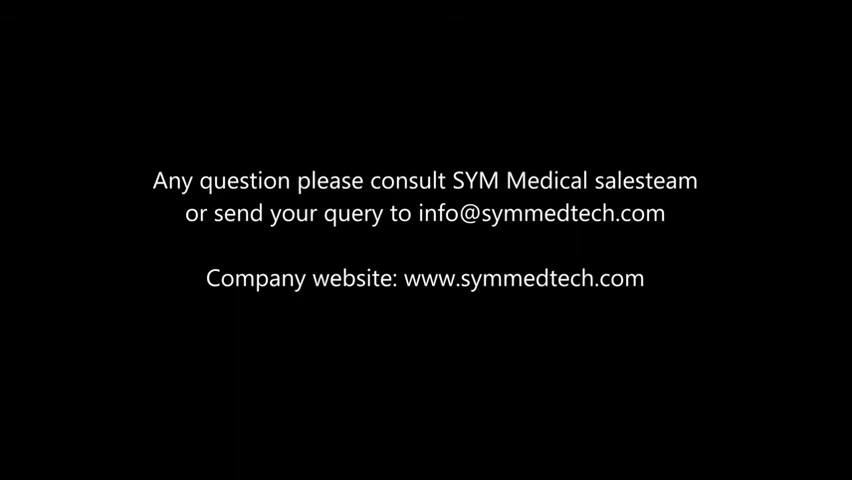 Any question please consult SYM Medical salesteam
or send your query to info@symmedtech.com
Company website: www.symmedtech.com